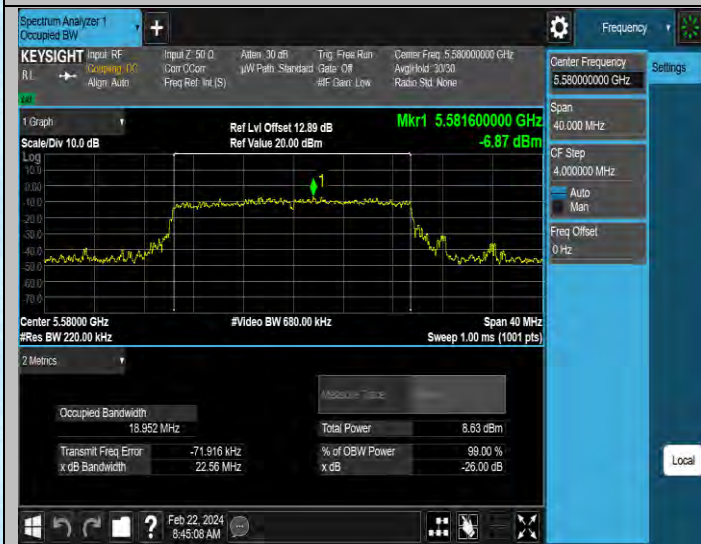 Spectrum Analyzer 1
Occupied BW
+
Frequency
KEYSIGHT Input: RF Input Z: 50 Ω Atten: 30 dB Trig: Free Run Center Freq: 5.580000000 GHz
RL Coupling: DC Corr CCorr µW Path: Standard Gate: Off Avg|Hold: 30/30
Align: Auto Freq Ref: Int (S) #IF Gain: Low Radio Std: None
1 Graph
Ref Lvl Offset 12.89 dB
Mkr1 5.581600000 GHz
Scale/Div 10.0 dB
Ref Value 20.00 dBm
-6.87 dBm
Log
10.0
0.00
-10.0
-20.0
-30.0
-40.0
-50.0
-60.0
-70.0
1
Center 5.58000 GHz
#Video BW 680.00 kHz
Span 40 MHz
#Res BW 220.00 kHz
Sweep 1.00 ms (1001 pts)
2 Metrics
Measure Trace
Occupied Bandwidth
18.952 MHz
Total Power 8.63 dBm
Transmit Freq Error -71.916 kHz
% of OBW Power 99.00 %
x dB Bandwidth 22.56 MHz
x dB -26.00 dB
Center Frequency
5.580000000 GHz
Settings
Span
40.000 MHz
CF Step
4.000000 MHz
Auto
Man
Freq Offset
0 Hz
Local
?
Feb 22, 2024
8:45:08 AM